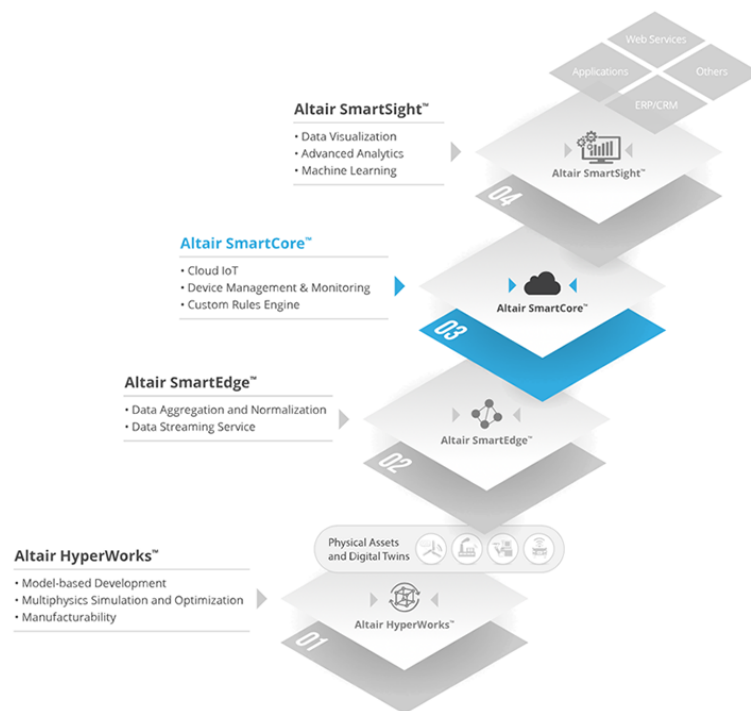 Web Services
Applications
Others
ERP/CRM
Altair SmartSight™
• Data Visualization
• Advanced Analytics
• Machine Learning
Altair SmartSight™
04
Altair SmartCore™
• Cloud IoT
• Device Management & Monitoring
• Custom Rules Engine
Altair SmartCore™
03
Altair SmartEdge™
• Data Aggregation and Normalization
• Data Streaming Service
Altair SmartEdge™
02
Physical Assets
and Digital Twins
Altair HyperWorks™
• Model-based Development
• Multiphysics Simulation and Optimization
• Manufacturability
Altair HyperWorks™
01